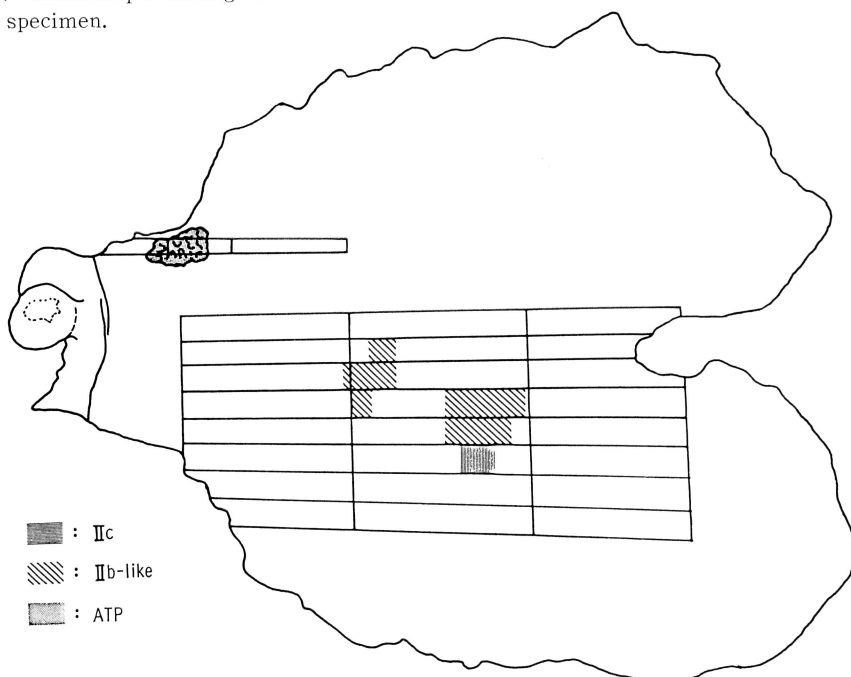 specimen.
: Ⅱc
: Ⅱb-like
: ATP